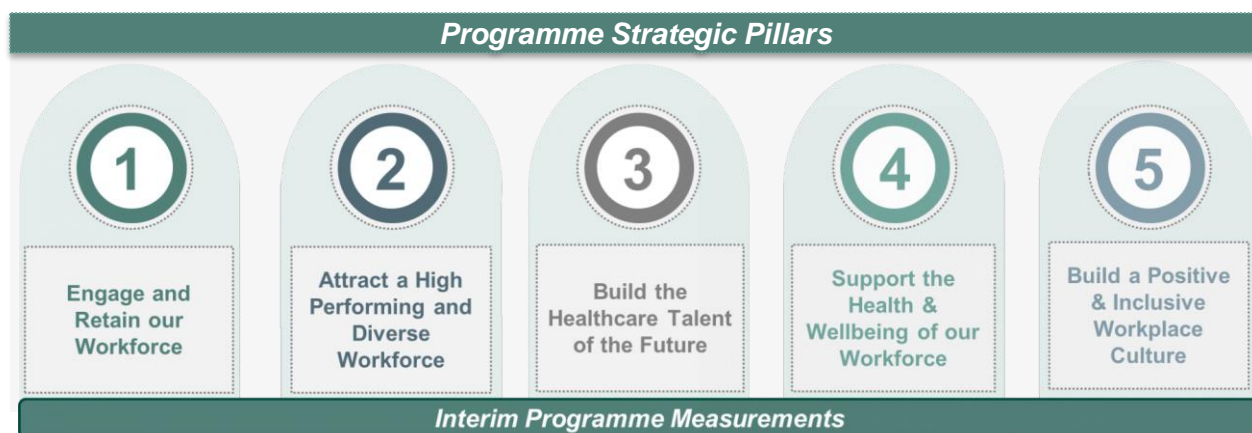 Programme Strategic Pillars
1
Engage and
Retain our
Workforce
2
Attract a High
Performing and
Diverse
Workforce
3
Build the
Healthcare Talent
of the Future
4
Support the
Health &
Wellbeing of our
Workforce
5
Build a Positive
& Inclusive
Workplace
Culture
Interim Programme Measurements